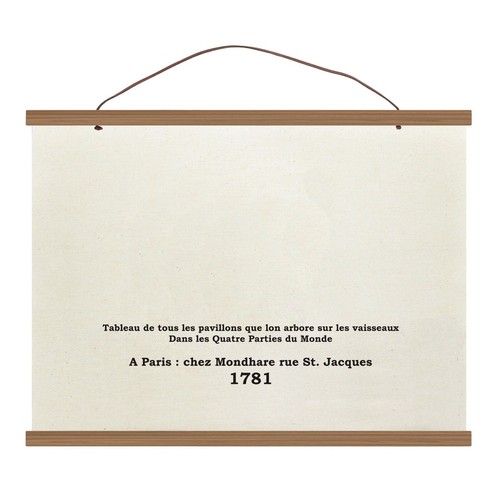 Tableau de tous les pavillons que lon arbore sur les vaisseaux
Dans les Quatre Parties du Monde
A Paris : chez Mondhare rue St. Jacques
1781